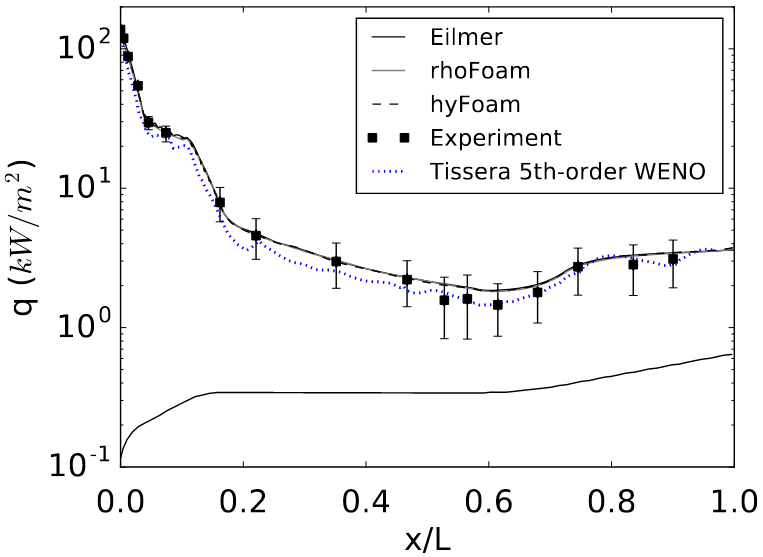 10²
10¹
10⁰
10⁻¹
q (kW/m²)
Eilmer
rhoFoam
hyFoam
Experiment
Tissera 5th-order WENO
0.0 0.2 0.4 0.6 0.8 1.0
x/L